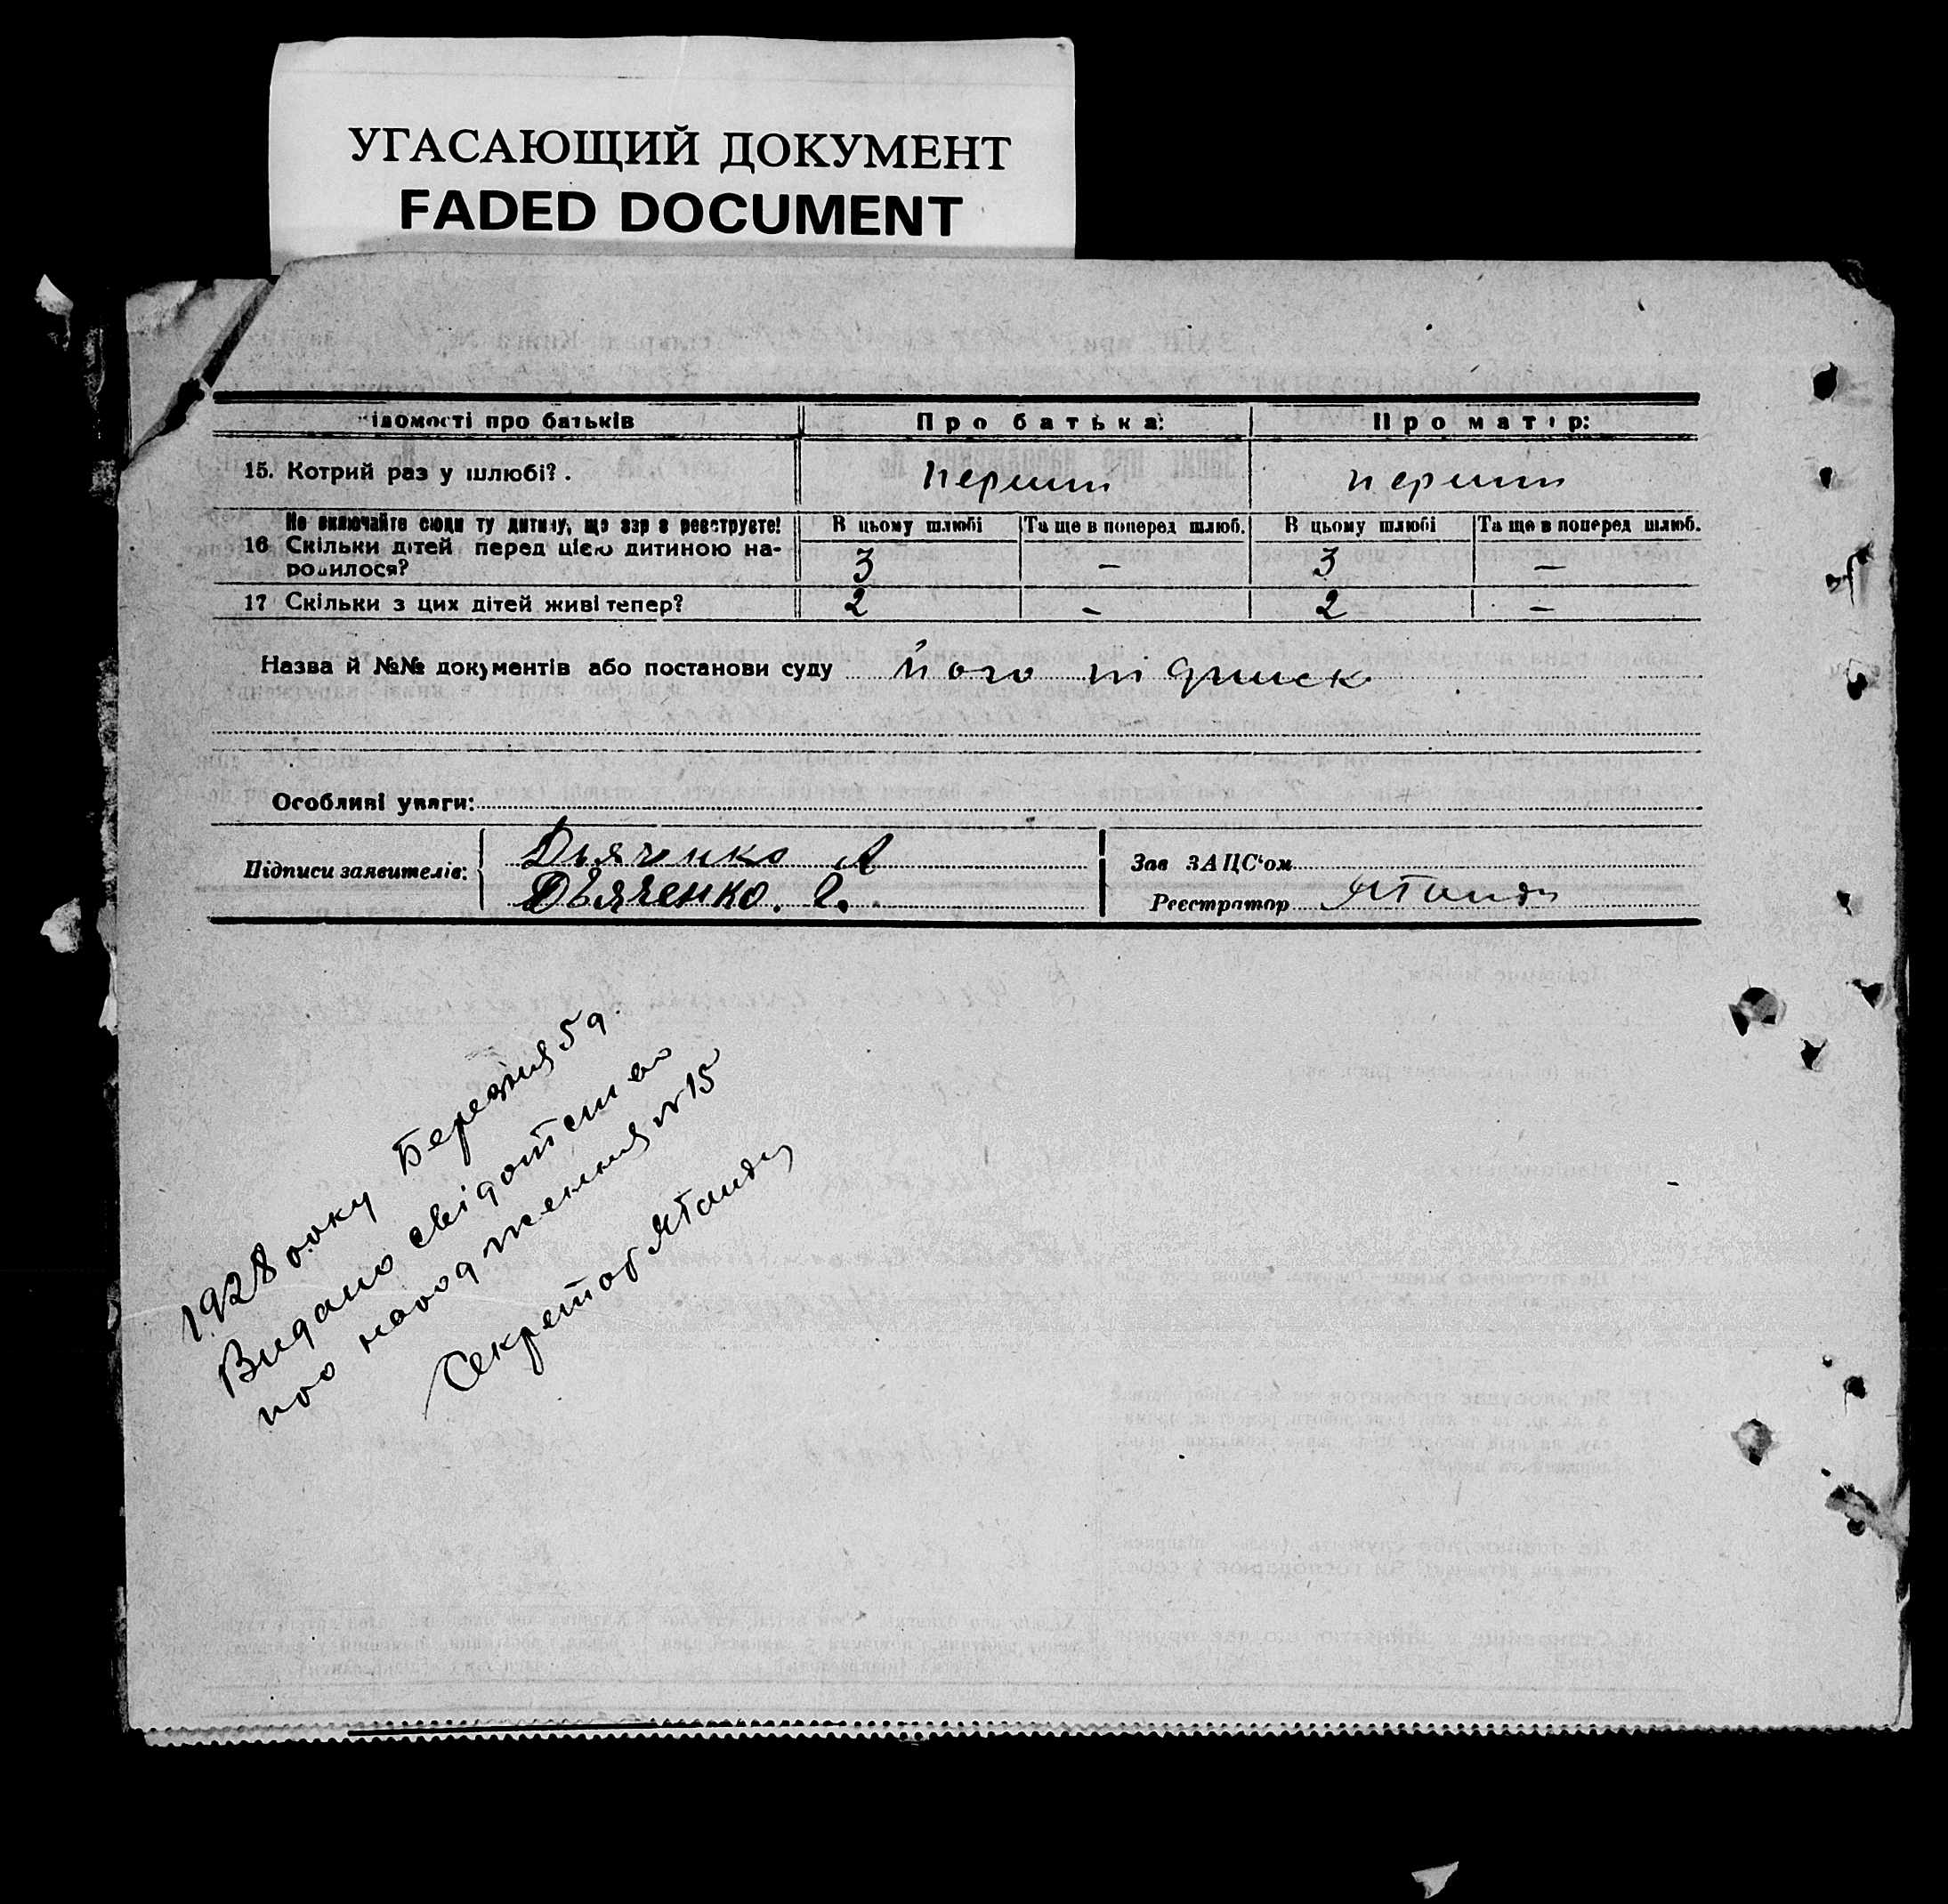 УГАСАЮЩИЙ ДОКУМЕНТ
FADED DOCUMENT
ідомості про батьків Про батька: Про матір:
15. Котрий раз у шлюбі? . перший перший
Не включайте сюди ту дитину, що зар в реєструєте! В цьому шлюбі Та ще в поперед шлюб. В цьому шлюбі Та ще в поперед шлюб.
16 Скільки дітей перед цією дитиною на-
родилося? 3 – 3 –
17 Скільки з цих дітей живі тепер? 2 – 2 –
Назва й №№ документів або постанови суду його підписк
Особливі уваги:
Підписи заявителів: Дьяченко А
Дьяченко. С.
Зав ЗАЦС'ом
Реєстратор
1928 року Березня 5 д.
Видано свідоцтво
про народження №15
Секретар